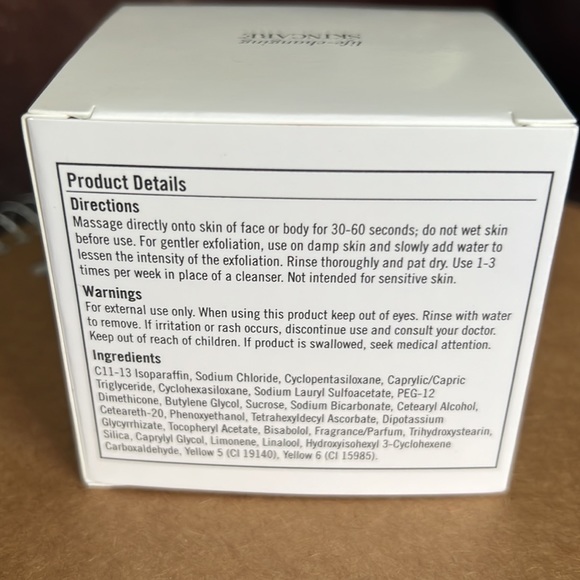 life-changing
SKINCARE
Product Details
Directions
Massage directly onto skin of face or body for 30-60 seconds; do not wet skin
before use. For gentler exfoliation, use on damp skin and slowly add water to
lessen the intensity of the exfoliation. Rinse thoroughly and pat dry. Use 1-3
times per week in place of a cleanser. Not intended for sensitive skin.
Warnings
For external use only. When using this product keep out of eyes. Rinse with water
to remove. If irritation or rash occurs, discontinue use and consult your doctor.
Keep out of reach of children. If product is swallowed, seek medical attention.
Ingredients
C11-13 Isoparaffin, Sodium Chloride, Cyclopentasiloxane, Caprylic/Capric
Triglyceride, Cyclohexasiloxane, Sodium Lauryl Sulfoacetate, PEG-12
Dimethicone, Butylene Glycol, Sucrose, Sodium Bicarbonate, Cetearyl Alcohol,
Ceteareth-20, Phenoxyethanol, Tetrahexyldecyl Ascorbate, Dipotassium
Glycyrrhizate, Tocopheryl Acetate, Bisabolol, Fragrance/Parfum, Trihydroxystearin,
Silica, Caprylyl Glycol, Limonene, Linalool, Hydroxyisohexyl 3-Cyclohexene
Carboxaldehyde, Yellow 5 (CI 19140), Yellow 6 (CI 15985).